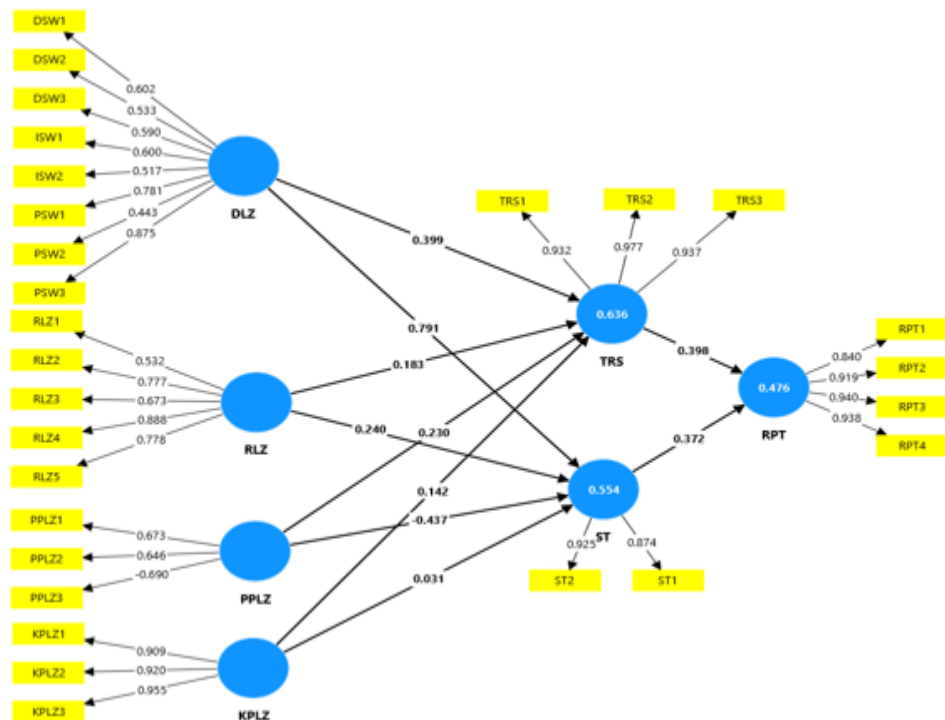 DSW1
DSW2
DSW3
ISW1
ISW2
PSW1
PSW2
PSW3
0.602
0.533
0.590
0.600
0.517
0.781
0.443
0.875
DLZ
RLZ1
RLZ2
RLZ3
RLZ4
RLZ5
0.532
0.777
0.673
0.888
0.778
RLZ
PPLZ1
PPLZ2
PPLZ3
0.673
0.646
-0.690
PPLZ
KPLZ1
KPLZ2
KPLZ3
0.909
0.920
0.955
KPLZ
0.399
0.791
0.183
0.240
0.230
0.142
-0.437
0.031
TRS1
TRS2
TRS3
0.932
0.977
0.937
0.636
TRS
0.554
ST
0.925
0.874
ST2
ST1
0.398
0.372
0.476
RPT
0.840
0.919
0.940
0.938
RPT1
RPT2
RPT3
RPT4